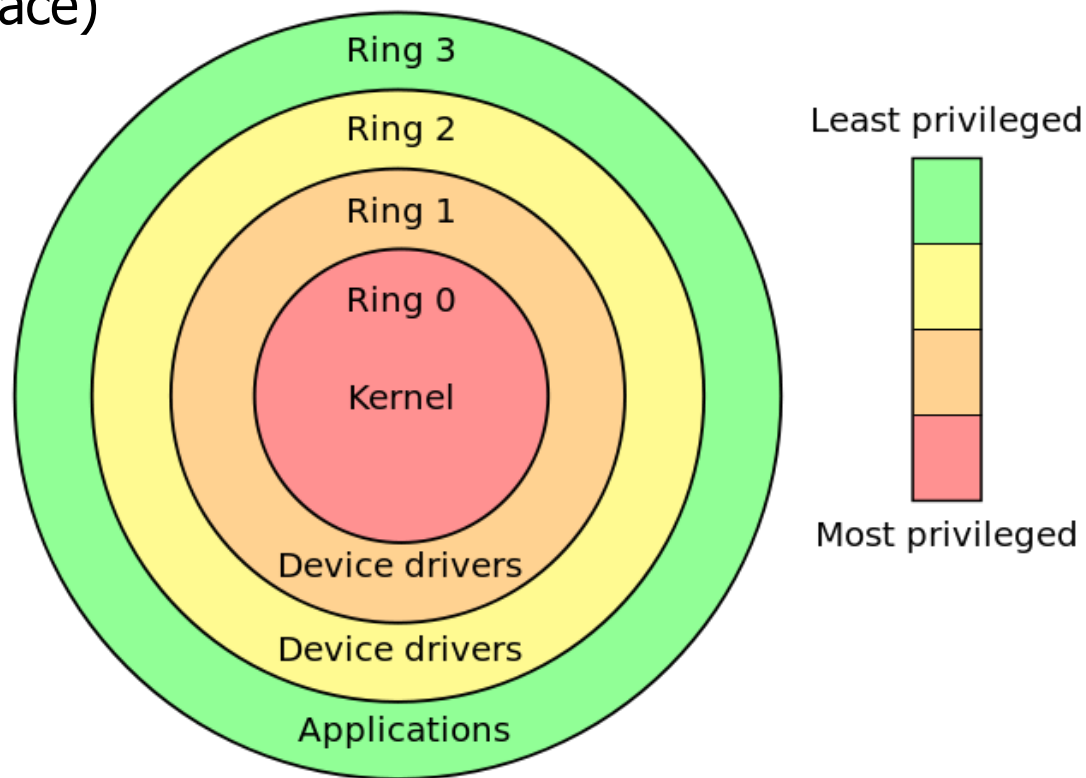 ace)
Ring 3
Ring 2
Ring 1
Ring 0
Kernel
Device drivers
Device drivers
Applications
Least privileged
Most privileged